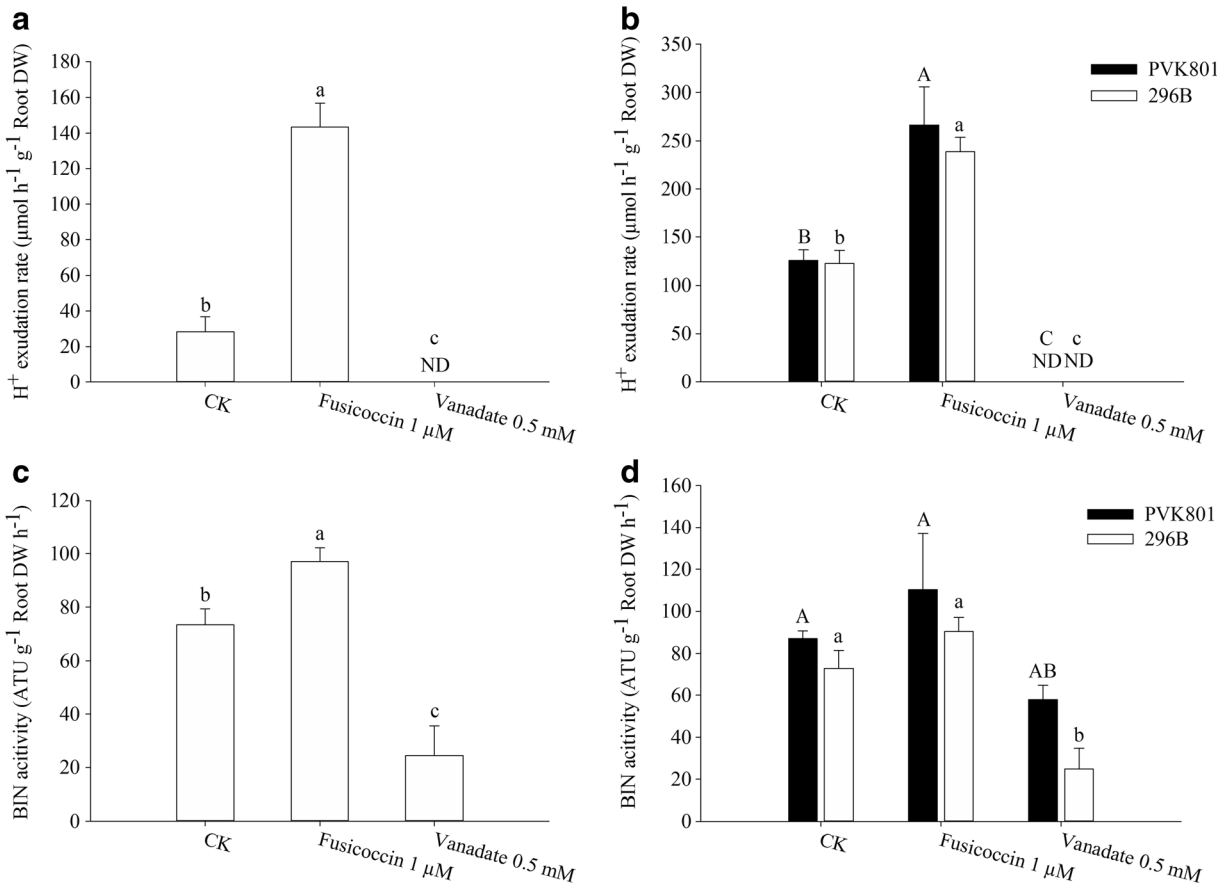 a
H⁺ exudation rate (µmol h⁻¹ g⁻¹ Root DW)
180
160
140
120
100
80
60
40
20
0
b
a
c
ND
CK
Fusicoccin 1 µM
Vanadate 0.5 mM
b
H⁺ exudation rate (µmol h⁻¹ g⁻¹ Root DW)
350
300
250
200
150
100
50
0
PVK801
296B
B b
A a
C c
ND ND
CK
Fusicoccin 1 µM
Vanadate 0.5 mM
c
BIN acitivity (ATU g⁻¹ Root DW h⁻¹)
120
100
80
60
40
20
0
b
a
c
CK
Fusicoccin 1 µM
Vanadate 0.5 mM
d
BIN acitivity (ATU g⁻¹ Root DW h⁻¹)
160
140
120
100
80
60
40
20
0
PVK801
296B
A a
A a
AB b
CK
Fusicoccin 1 µM
Vanadate 0.5 mM